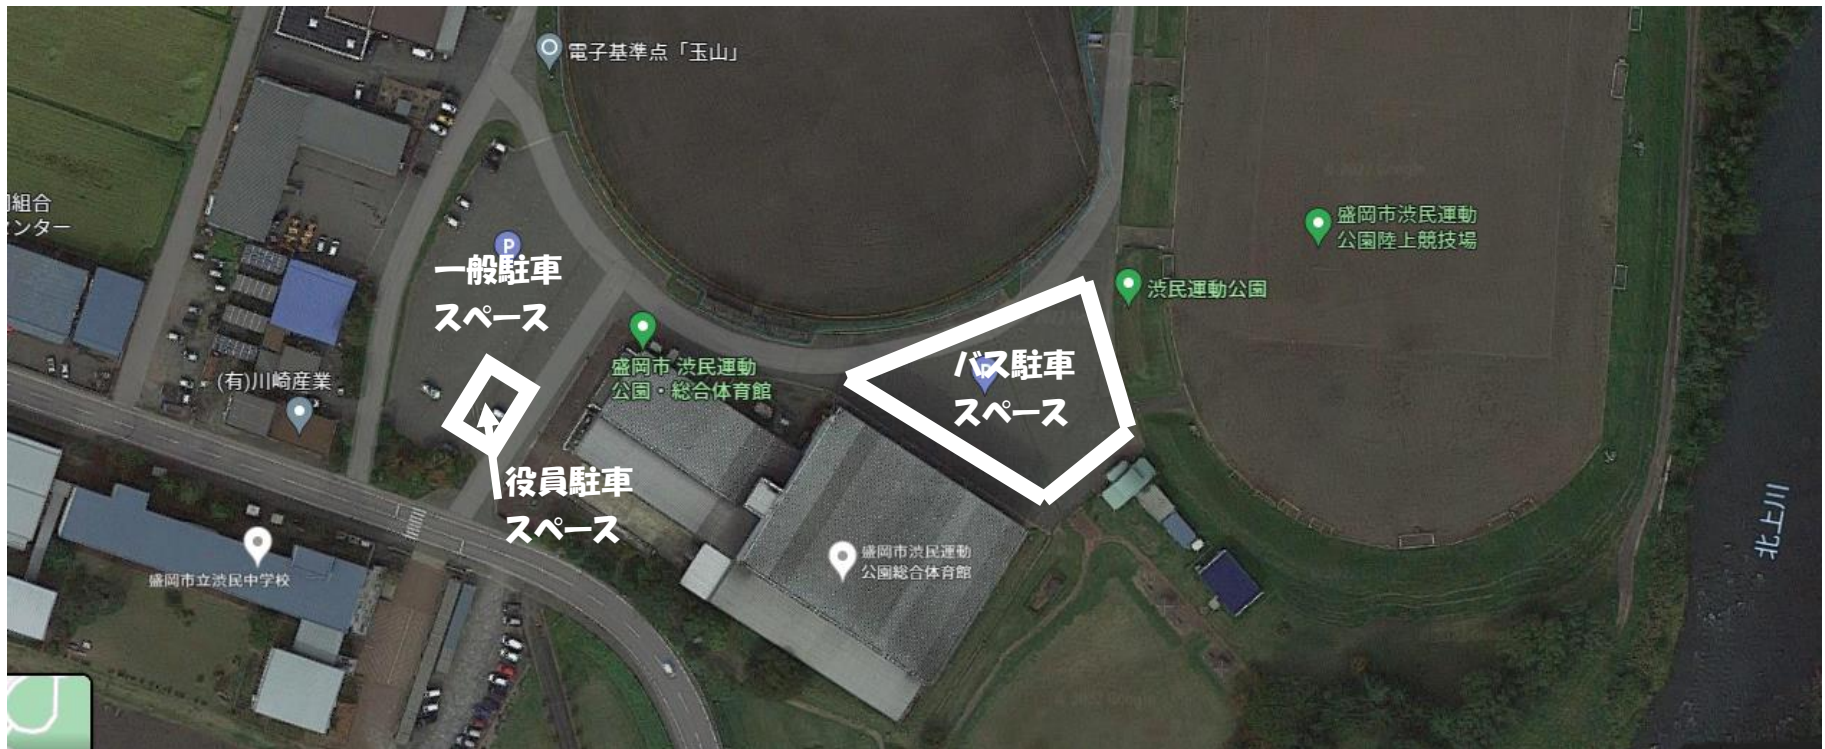 電子基準点「玉山」
組合
センター
盛岡市渋民運動
公園陸上競技場
一般駐車
スペース
渋民運動公園
盛岡市 渋民運動
公園・総合体育館
バス駐車
スペース
(有)川崎産業
役員駐車
スペース
盛岡市渋民運動
公園総合体育館
盛岡市立渋民中学校
北上川